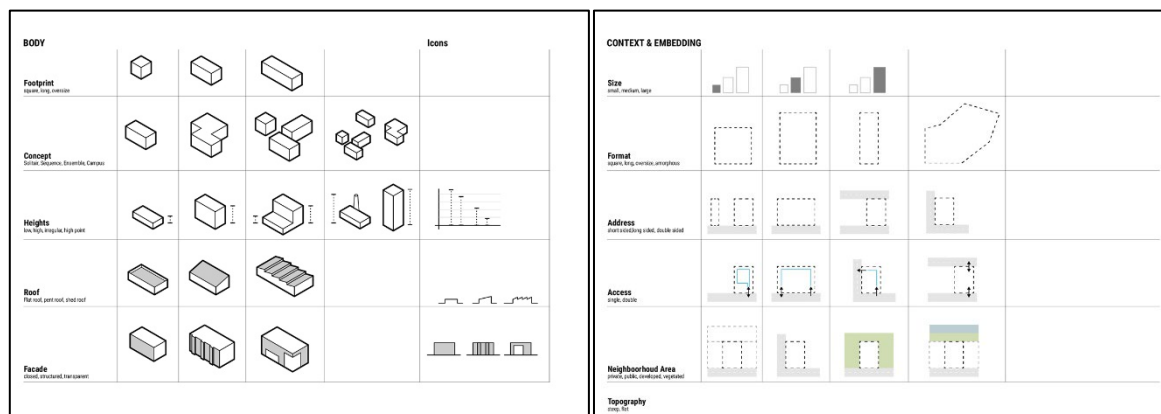 BODY
Icons
Footprint
square, long, oversize
Concept
Solitair, Sequence, Ensemble, Campus
Heights
low, high, irregular, high point
Roof
Flat roof, pent roof, shed roof
Facade
closed, structured, transparent
CONTEXT & EMBEDDING
Size
small, medium, large
Format
square, long, oversize, amorphous
Address
short sided,long sided, double sided
Access
single, double
Neighboorhoud Area
private, public, developed, vegetated
Topography
steep, flat